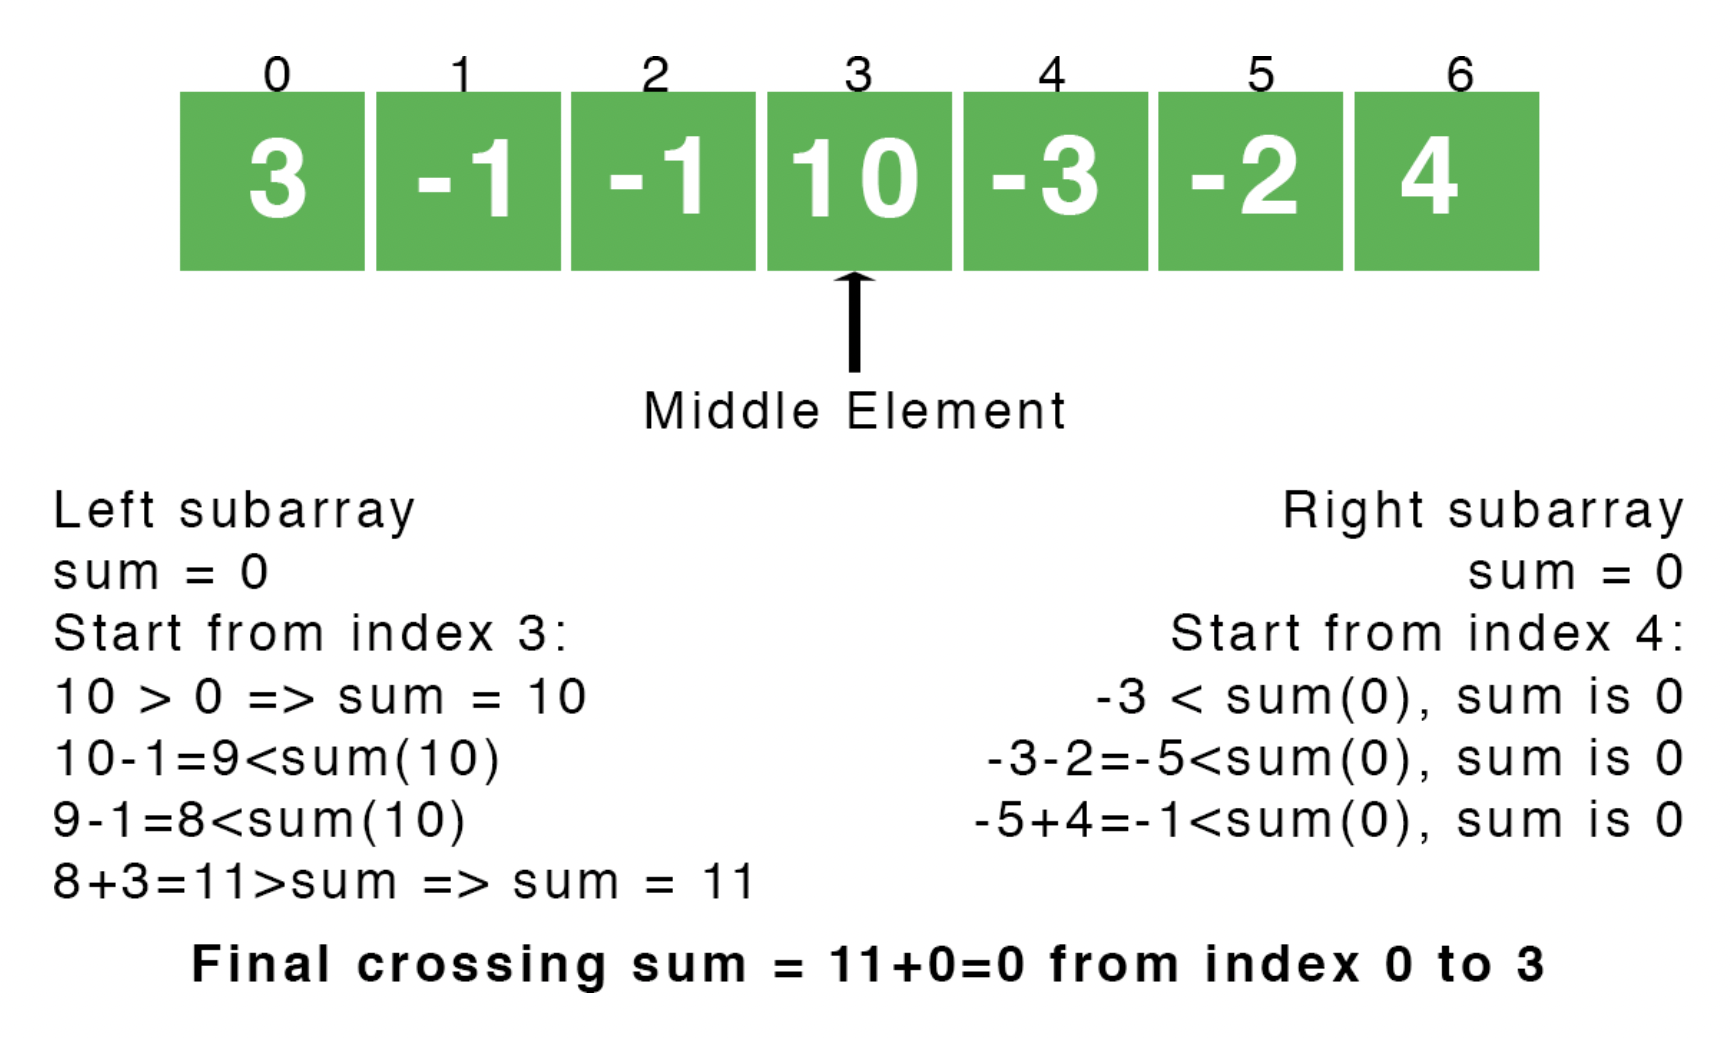 0 1 2 3 4 5 6
3 -1 -1 10 -3 -2 4
Middle Element
Left subarray
sum = 0
Start from index 3:
10 > 0 => sum = 10
10-1=9<sum(10)
9-1=8<sum(10)
8+3=11>sum => sum = 11
Right subarray
sum = 0
Start from index 4:
-3 < sum(0), sum is 0
-3-2=-5<sum(0), sum is 0
-5+4=-1<sum(0), sum is 0
Final crossing sum = 11+0=0 from index 0 to 3